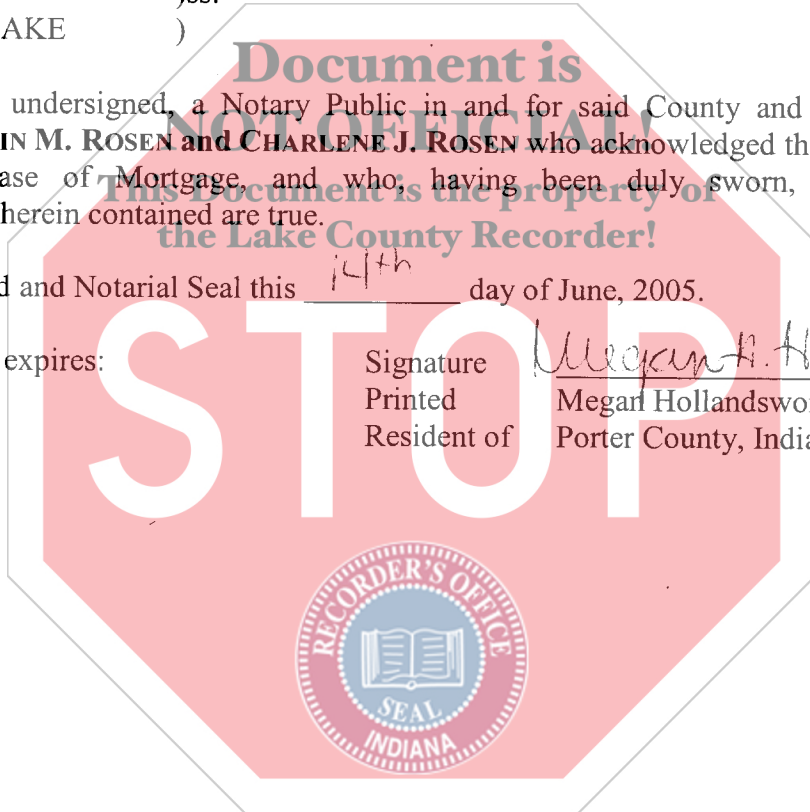 )ss.
AKE )
Document is
undersigned, a Notary Public in and for said County and
NOT OFFICIAL!
IN M. ROSEN and CHARLENE J. ROSEN who acknowledged th
This Document is the property of
ase of Mortgage, and who, having been duly sworn,
the Lake County Recorder!
herein contained are true.
d and Notarial Seal this 14th day of June, 2005.
STOP
expires: Signature Megan A. H
Printed Megan Hollandswo
Resident of Porter County, India
RECORDER'S OFFICE
SEAL
INDIANA